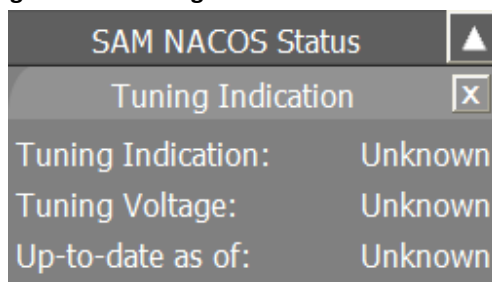 SAM NACOS Status
Tuning Indication X
Tuning Indication: Unknown
Tuning Voltage: Unknown
Up-to-date as of: Unknown